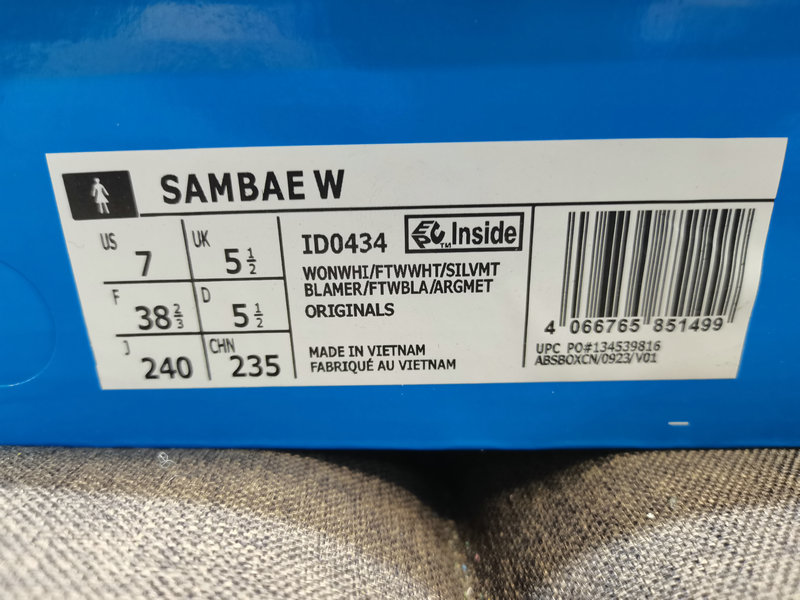 SAMBAE W
US 7 UK 5 1/2
F 38 2/3 D 5 1/2
J 240 CHN 235
ID0434 EPC™ Inside
WONWHI/FTWWHT/SILVMT
BLAMER/FTWBLA/ARGMET
ORIGINALS
MADE IN VIETNAM
FABRIQUÉ AU VIETNAM
4 066765 851499
UPC PO#134539816
ABSBOXCN/0923/V01